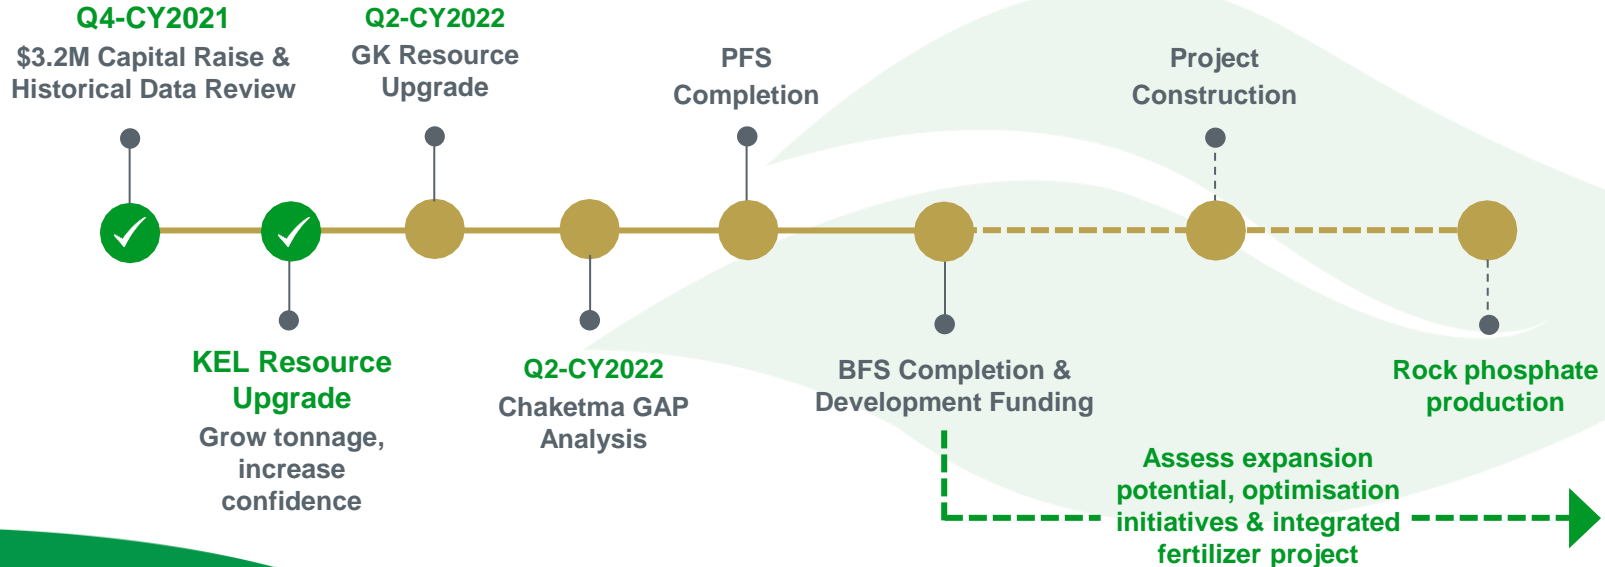 Q4-CY2021
$3.2M Capital Raise &
Historical Data Review
Q2-CY2022
GK Resource
Upgrade
PFS
Completion
Project
Construction
KEL Resource
Upgrade
Grow tonnage,
increase
confidence
Q2-CY2022
Chaketma GAP
Analysis
BFS Completion &
Development Funding
Rock phosphate
production
Assess expansion
potential, optimisation
initiatives & integrated
fertilizer project